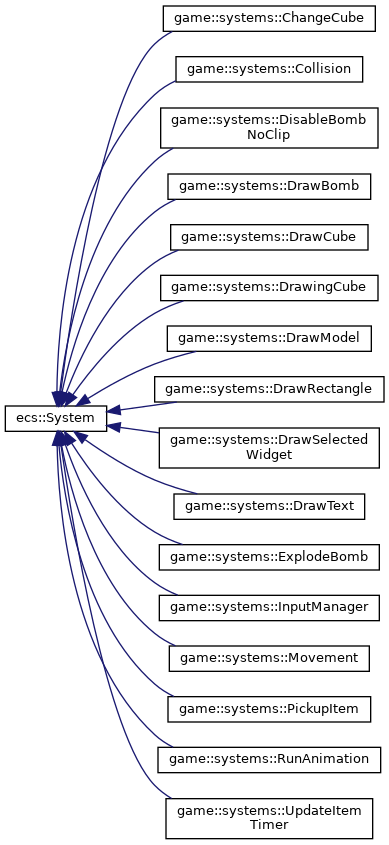 game::systems::ChangeCube
game::systems::Collision
game::systems::DisableBomb
NoClip
game::systems::DrawBomb
game::systems::DrawCube
game::systems::DrawingCube
game::systems::DrawModel
game::systems::DrawRectangle
ecs::System
game::systems::DrawSelected
Widget
game::systems::DrawText
game::systems::ExplodeBomb
game::systems::InputManager
game::systems::Movement
game::systems::PickupItem
game::systems::RunAnimation
game::systems::UpdateItem
Timer